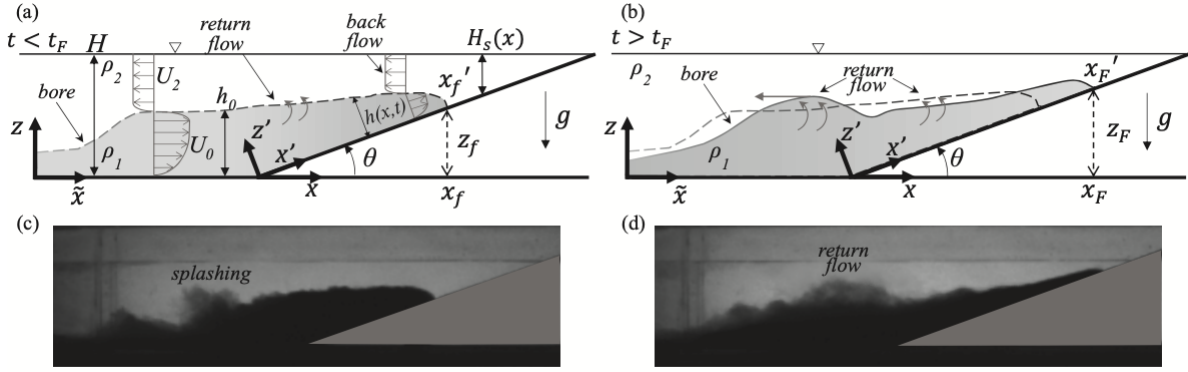 (a)
t < t_F
H
return flow
back flow
H_s(x)
ρ_2
U_2
x_f'
bore
h_0
h(x,t)
z
z'
g
U_0
z_f
ρ_1
x'
θ
x̃
x
x_f
(b)
t > t_F
ρ_2
bore
return flow
x_F'
z
z'
g
z_F
ρ_1
x'
θ
x̃
x
x_F
(c)
splashing
(d)
return flow